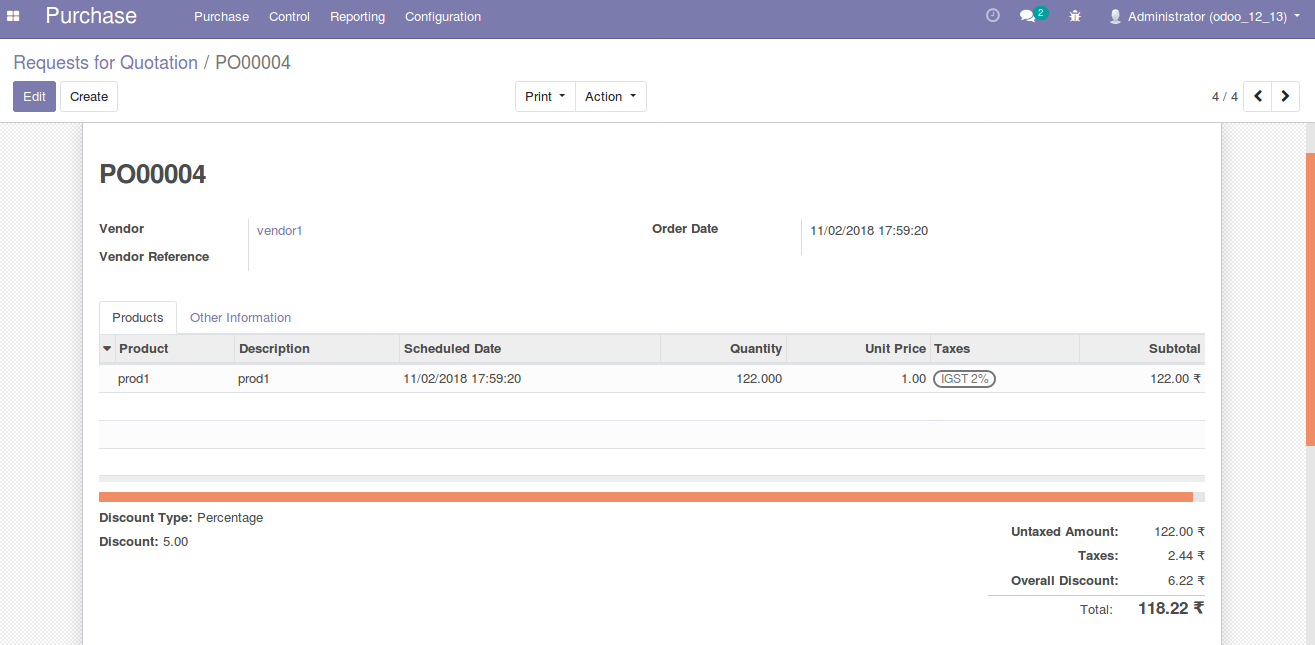 Purchase Purchase Control Reporting Configuration 2 Administrator (odoo_12_13)
Requests for Quotation / PO00004
Edit Create Print Action 4 / 4
PO00004
Vendor vendor1 Order Date 11/02/2018 17:59:20
Vendor Reference
Products Other Information
Product Description Scheduled Date Quantity Unit Price Taxes Subtotal
prod1 prod1 11/02/2018 17:59:20 122.000 1.00 IGST 2% 122.00 ₹
Discount Type: Percentage
Discount: 5.00
Untaxed Amount: 122.00 ₹
Taxes: 2.44 ₹
Overall Discount: 6.22 ₹
Total: 118.22 ₹